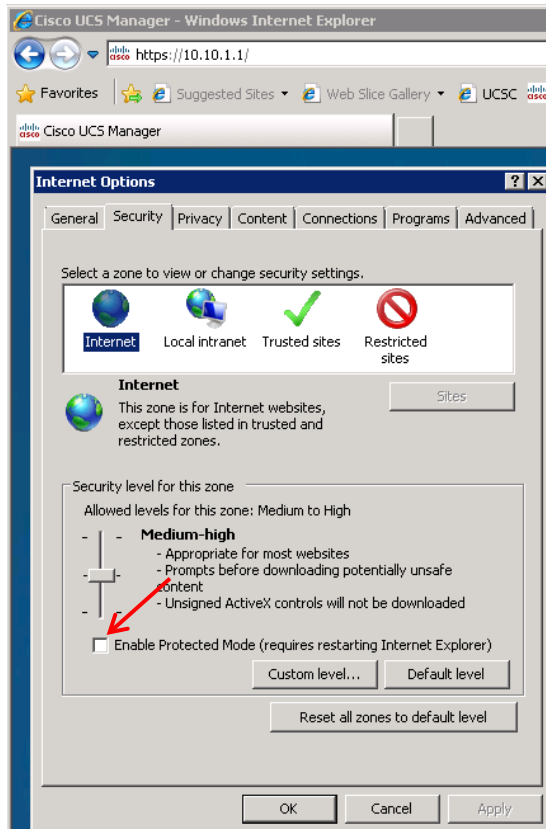 Cisco UCS Manager - Windows Internet Explorer
cisco https://10.10.1.1/
Favorites Suggested Sites Web Slice Gallery UCSC cisco
cisco Cisco UCS Manager
Internet Options ? X
General Security Privacy Content Connections Programs Advanced
Select a zone to view or change security settings.
Internet Local intranet Trusted sites Restricted
sites
Internet
Sites
This zone is for Internet websites,
except those listed in trusted and
restricted zones.
Security level for this zone
Allowed levels for this zone: Medium to High
Medium-high
- Appropriate for most websites
- Prompts before downloading potentially unsafe
content
- Unsigned ActiveX controls will not be downloaded
Enable Protected Mode (requires restarting Internet Explorer)
Custom level... Default level
Reset all zones to default level
OK Cancel Apply